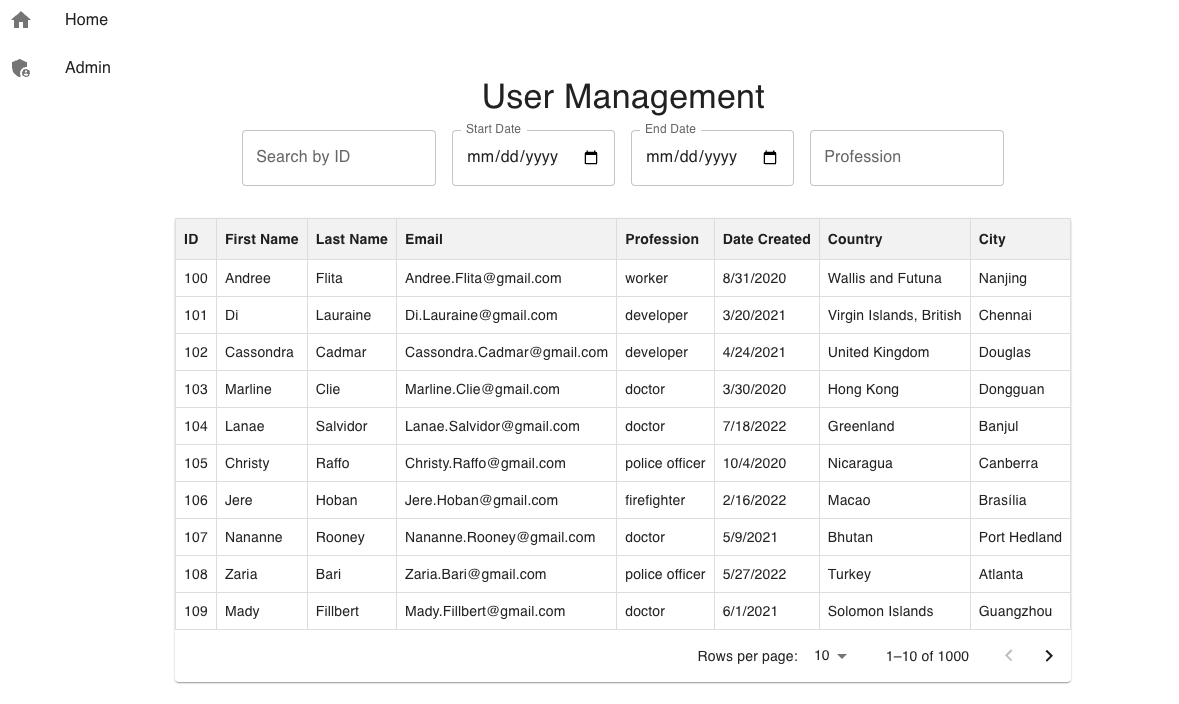 Home
Admin
User Management
Search by ID
Start Date
mm/dd/yyyy
End Date
mm/dd/yyyy
Profession
ID First Name Last Name Email Profession Date Created Country City
100 Andree Flita Andree.Flita@gmail.com worker 8/31/2020 Wallis and Futuna Nanjing
101 Di Lauraine Di.Lauraine@gmail.com developer 3/20/2021 Virgin Islands, British Chennai
102 Cassondra Cadmar Cassondra.Cadmar@gmail.com developer 4/24/2021 United Kingdom Douglas
103 Marline Clie Marline.Clie@gmail.com doctor 3/30/2020 Hong Kong Dongguan
104 Lanae Salvidor Lanae.Salvidor@gmail.com doctor 7/18/2022 Greenland Banjul
105 Christy Raffo Christy.Raffo@gmail.com police officer 10/4/2020 Nicaragua Canberra
106 Jere Hoban Jere.Hoban@gmail.com firefighter 2/16/2022 Macao Brasília
107 Nananne Rooney Nananne.Rooney@gmail.com doctor 5/9/2021 Bhutan Port Hedland
108 Zaria Bari Zaria.Bari@gmail.com police officer 5/27/2022 Turkey Atlanta
109 Mady Fillbert Mady.Fillbert@gmail.com doctor 6/1/2021 Solomon Islands Guangzhou
Rows per page: 10 1–10 of 1000